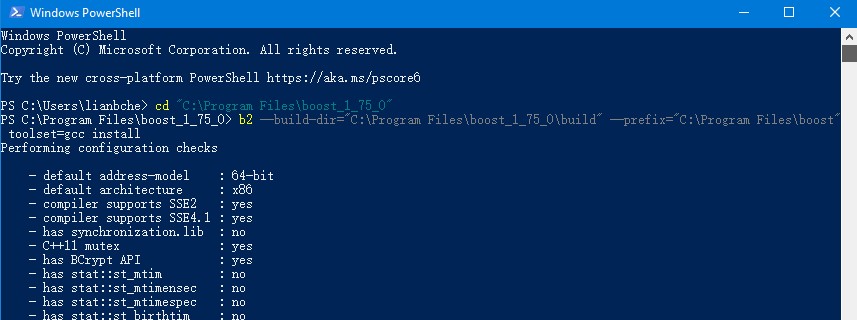 Windows PowerShell
Windows PowerShell
Copyright (C) Microsoft Corporation. All rights reserved.
Try the new cross-platform PowerShell https://aka.ms/pscore6
PS C:\Users\lianbche> cd "C:\Program Files\boost_1_75_0"
PS C:\Program Files\boost_1_75_0> b2 --build-dir="C:\Program Files\boost_1_75_0\build" --prefix="C:\Program Files\boost"
toolset=gcc install
Performing configuration checks
- default address-model : 64-bit
- default architecture : x86
- compiler supports SSE2 : yes
- compiler supports SSE4.1 : yes
- has synchronization.lib : no
- C++11 mutex : yes
- has BCrypt API : yes
- has stat::st_mtim : no
- has stat::st_mtimensec : no
- has stat::st_mtimespec : no
- has stat::st_birthtim : no